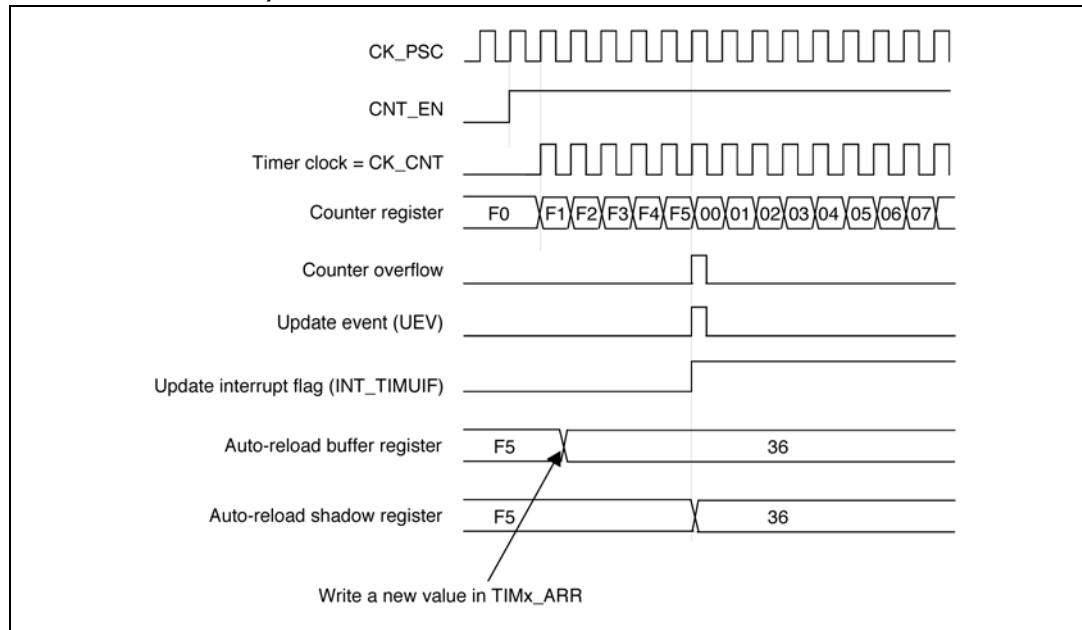 CK_PSC
CNT_EN
Timer clock = CK_CNT
Counter register F0 F1 F2 F3 F4 F5 00 01 02 03 04 05 06 07
Counter overflow
Update event (UEV)
Update interrupt flag (INT_TIMUIF)
Auto-reload buffer register F5 36
Auto-reload shadow register F5 36
Write a new value in TIMx_ARR